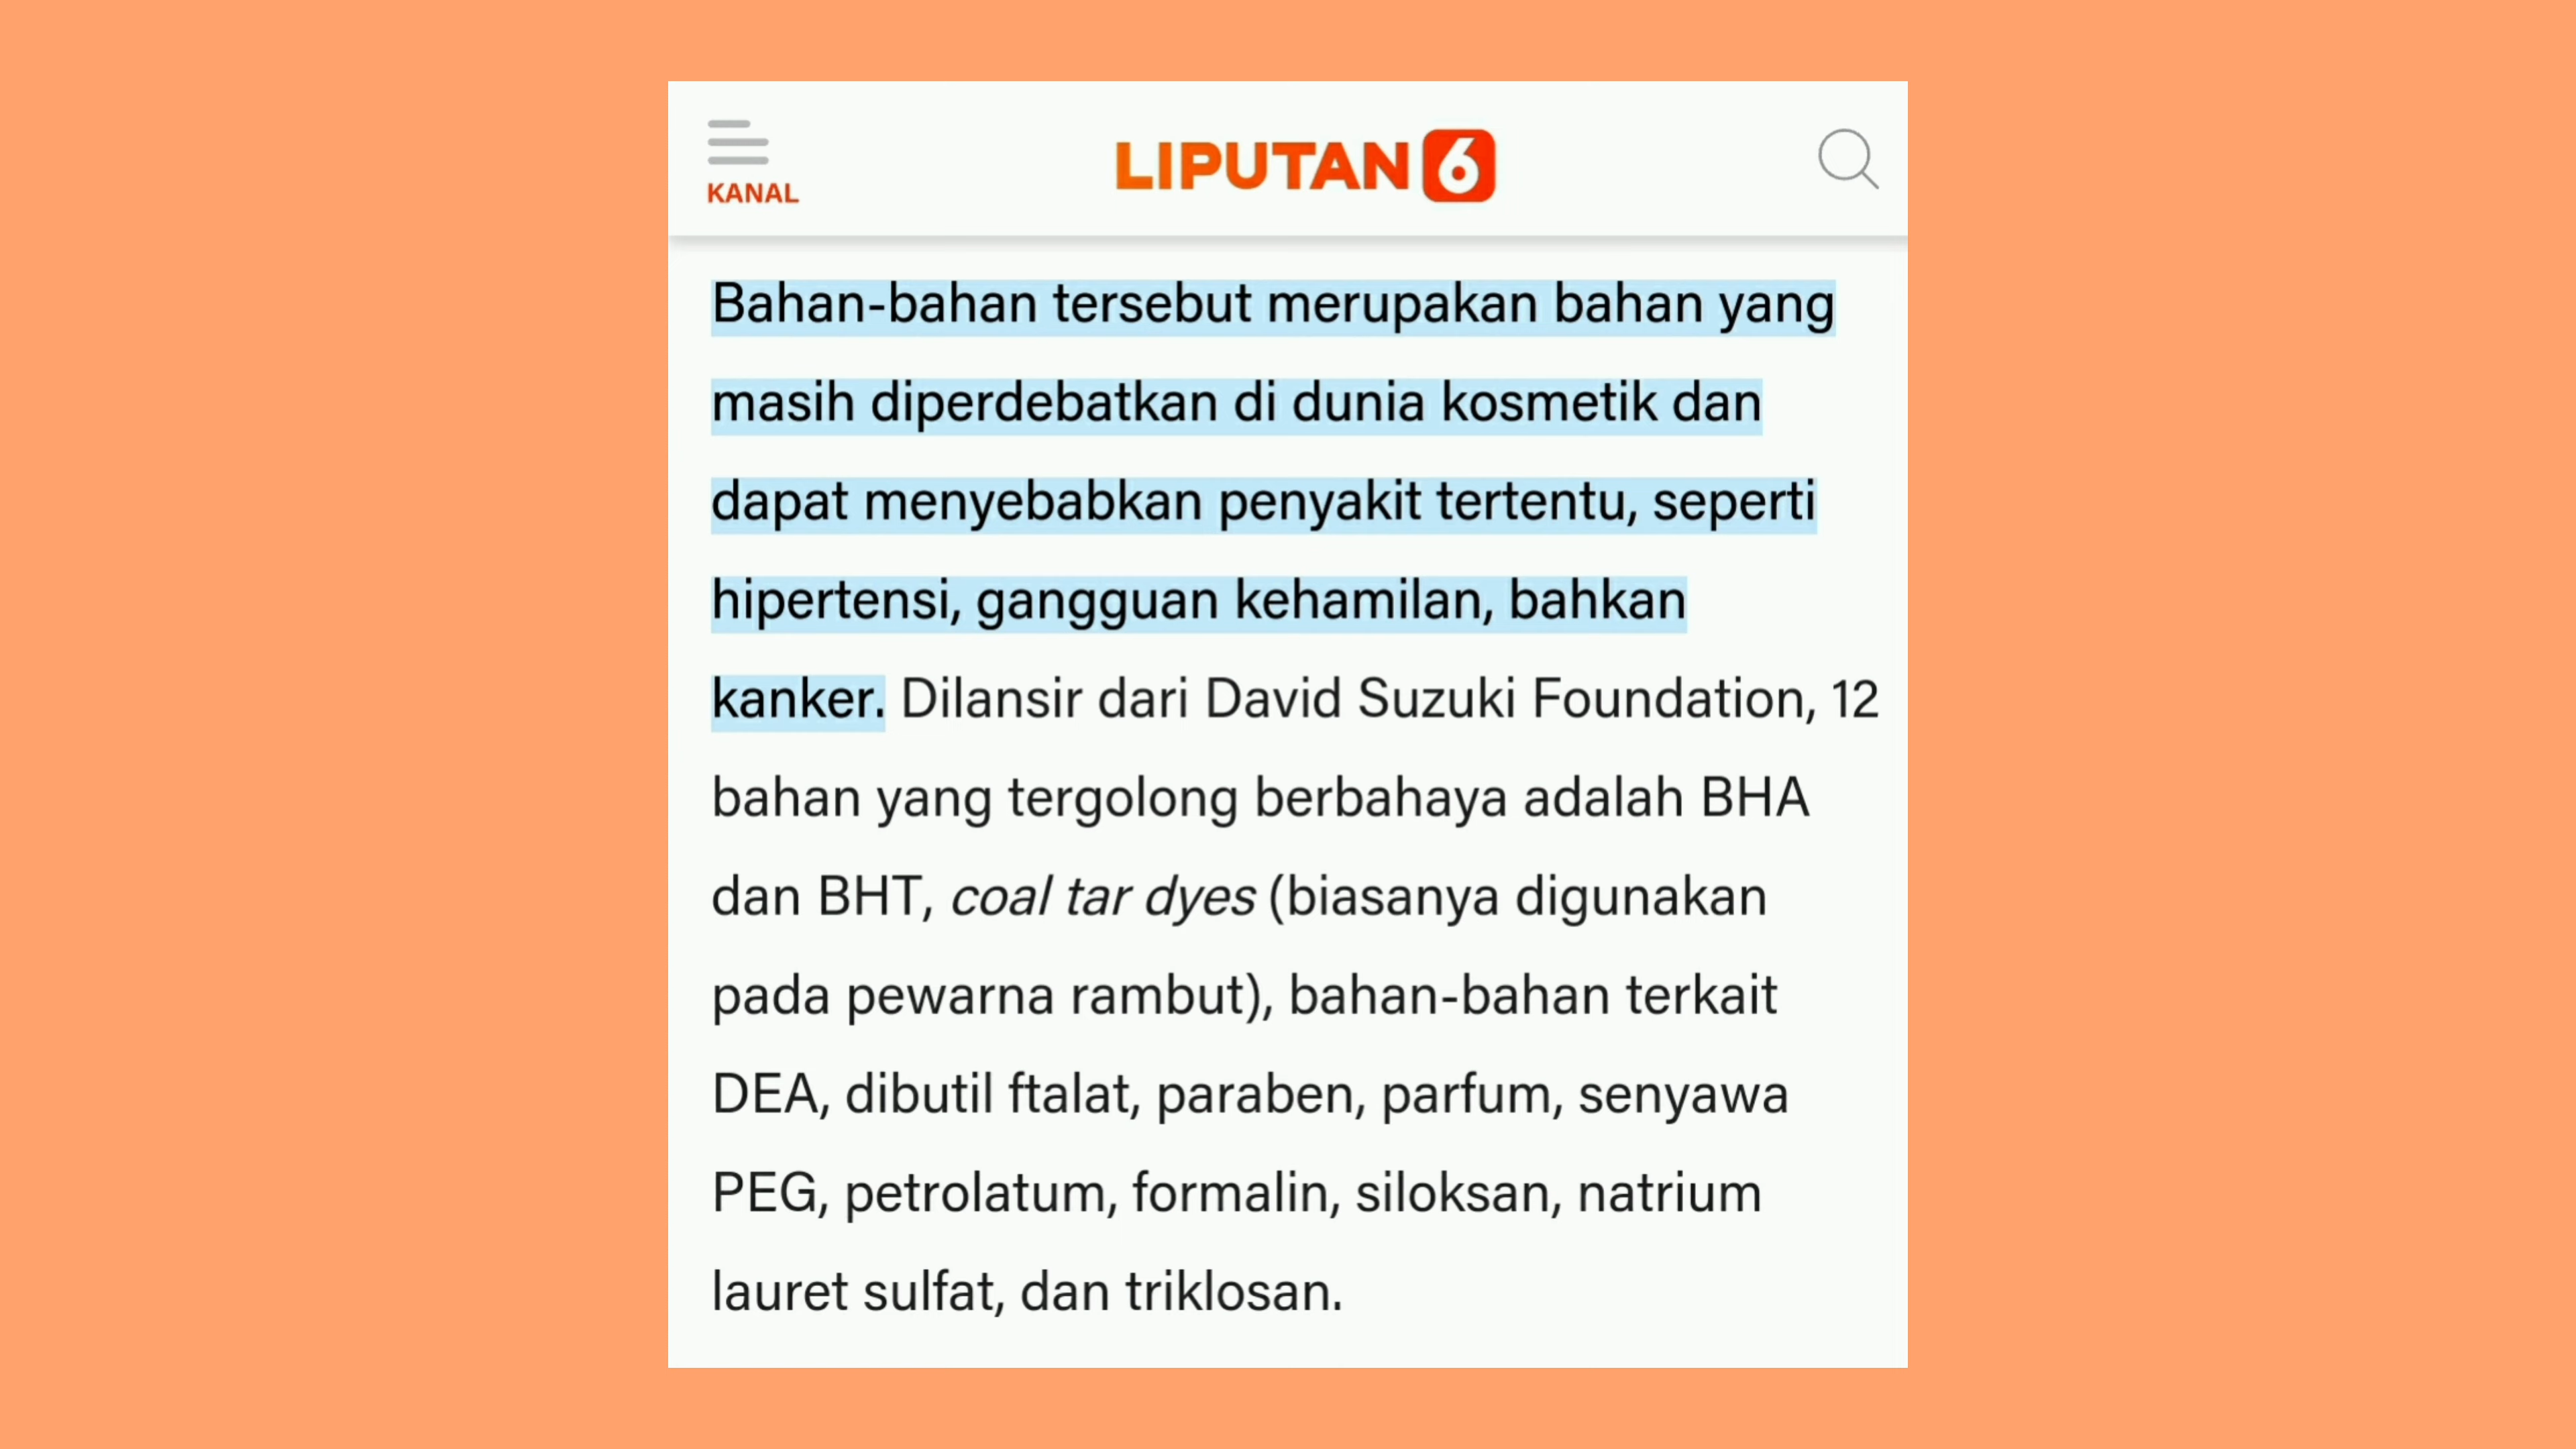 KANAL
LIPUTAN 6
Bahan-bahan tersebut merupakan bahan yang
masih diperdebatkan di dunia kosmetik dan
dapat menyebabkan penyakit tertentu, seperti
hipertensi, gangguan kehamilan, bahkan
kanker. Dilansir dari David Suzuki Foundation, 12
bahan yang tergolong berbahaya adalah BHA
dan BHT, coal tar dyes (biasanya digunakan
pada pewarna rambut), bahan-bahan terkait
DEA, dibutil ftalat, paraben, parfum, senyawa
PEG, petrolatum, formalin, siloksan, natrium
lauret sulfat, dan triklosan.